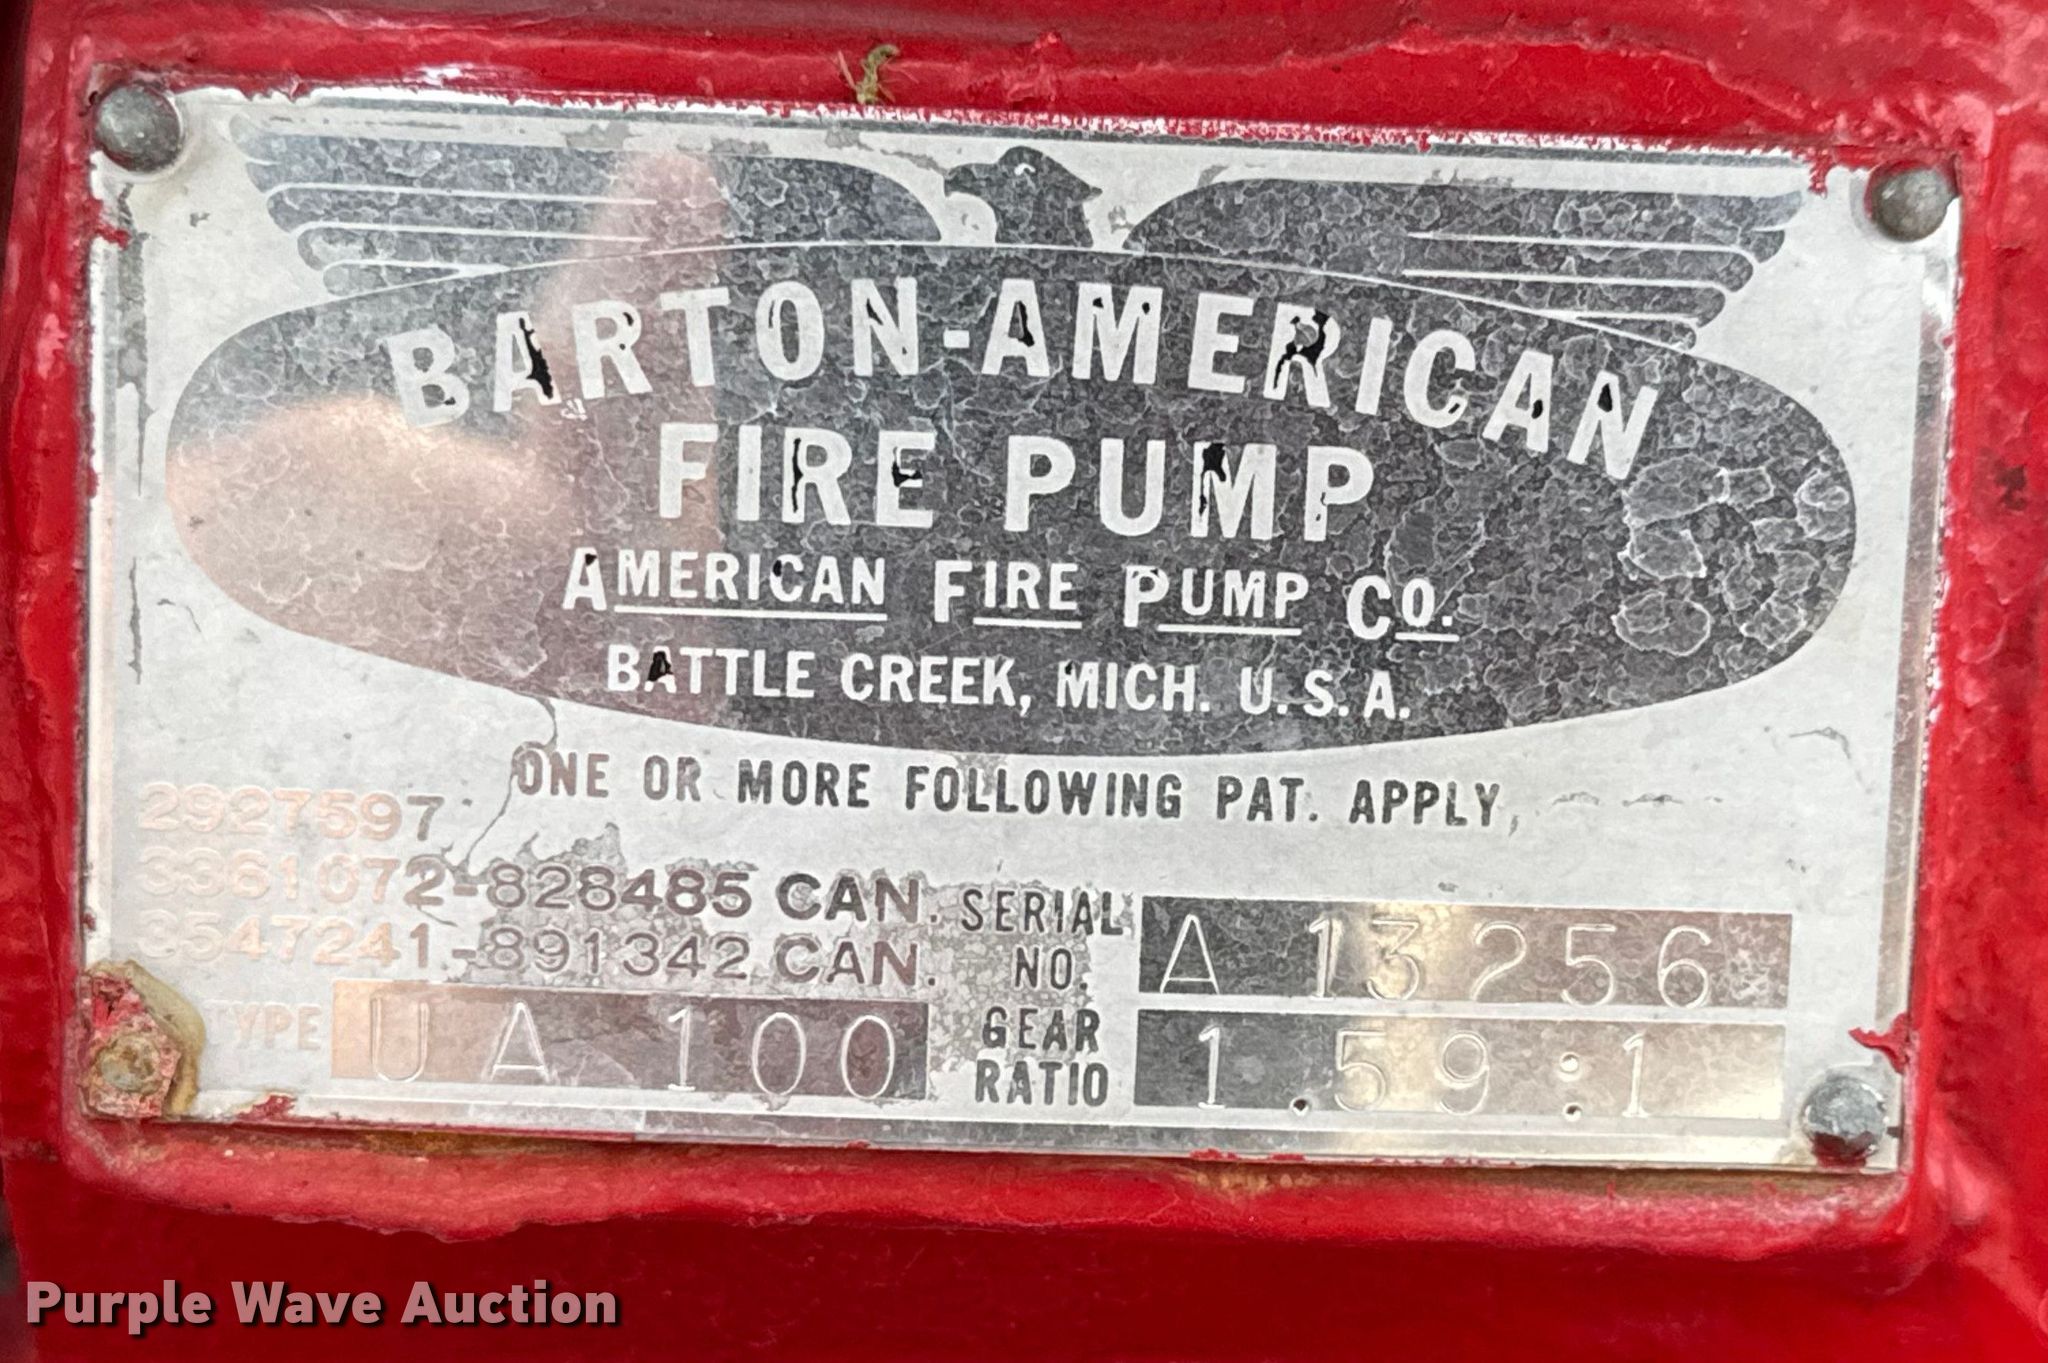 BARTON-AMERICAN
FIRE PUMP
AMERICAN FIRE PUMP CO.
BATTLE CREEK, MICH. U.S.A.
ONE OR MORE FOLLOWING PAT. APPLY,
2927597
3361072-828485 CAN.
3547241-891342 CAN.
SERIAL NO. A 13256
TYPE UA 100
GEAR RATIO 1.59:1
Purple Wave Auction